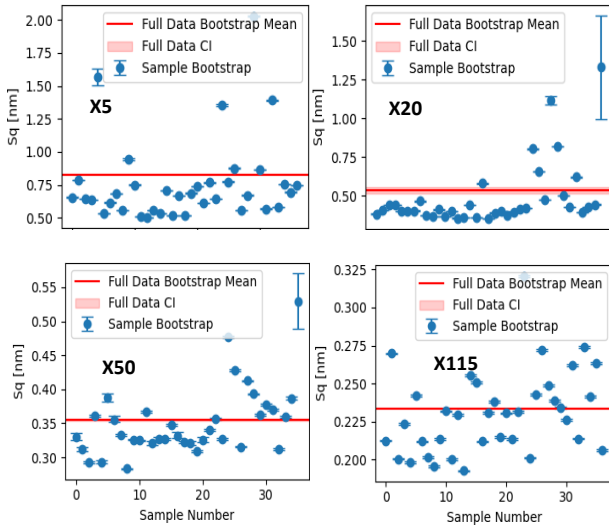 2.00
1.75
1.50
1.25
1.00
0.75
0.50
Sq [nm]
Full Data Bootstrap Mean
Full Data CI
Sample Bootstrap
X5
1.50
1.25
1.00
0.75
0.50
Sq [nm]
Full Data Bootstrap Mean
Full Data CI
Sample Bootstrap
X20
0.55
0.50
0.45
0.40
0.35
0.30
Sq [nm]
Full Data Bootstrap Mean
Full Data CI
Sample Bootstrap
X50
0 10 20 30
Sample Number
0.325
0.300
0.275
0.250
0.225
0.200
Sq [nm]
Full Data Bootstrap Mean
Full Data CI
Sample Bootstrap
X115
0 10 20 30
Sample Number